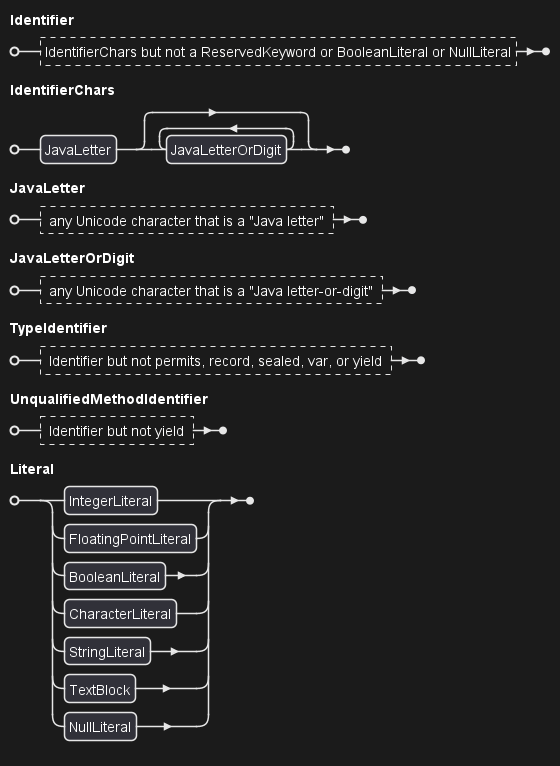 Identifier
IdentifierChars but not a ReservedKeyword or BooleanLiteral or NullLiteral
IdentifierChars
JavaLetter JavaLetterOrDigit
JavaLetter
any Unicode character that is a "Java letter"
JavaLetterOrDigit
any Unicode character that is a "Java letter-or-digit"
TypeIdentifier
Identifier but not permits, record, sealed, var, or yield
UnqualifiedMethodIdentifier
Identifier but not yield
Literal
IntegerLiteral
FloatingPointLiteral
BooleanLiteral
CharacterLiteral
StringLiteral
TextBlock
NullLiteral